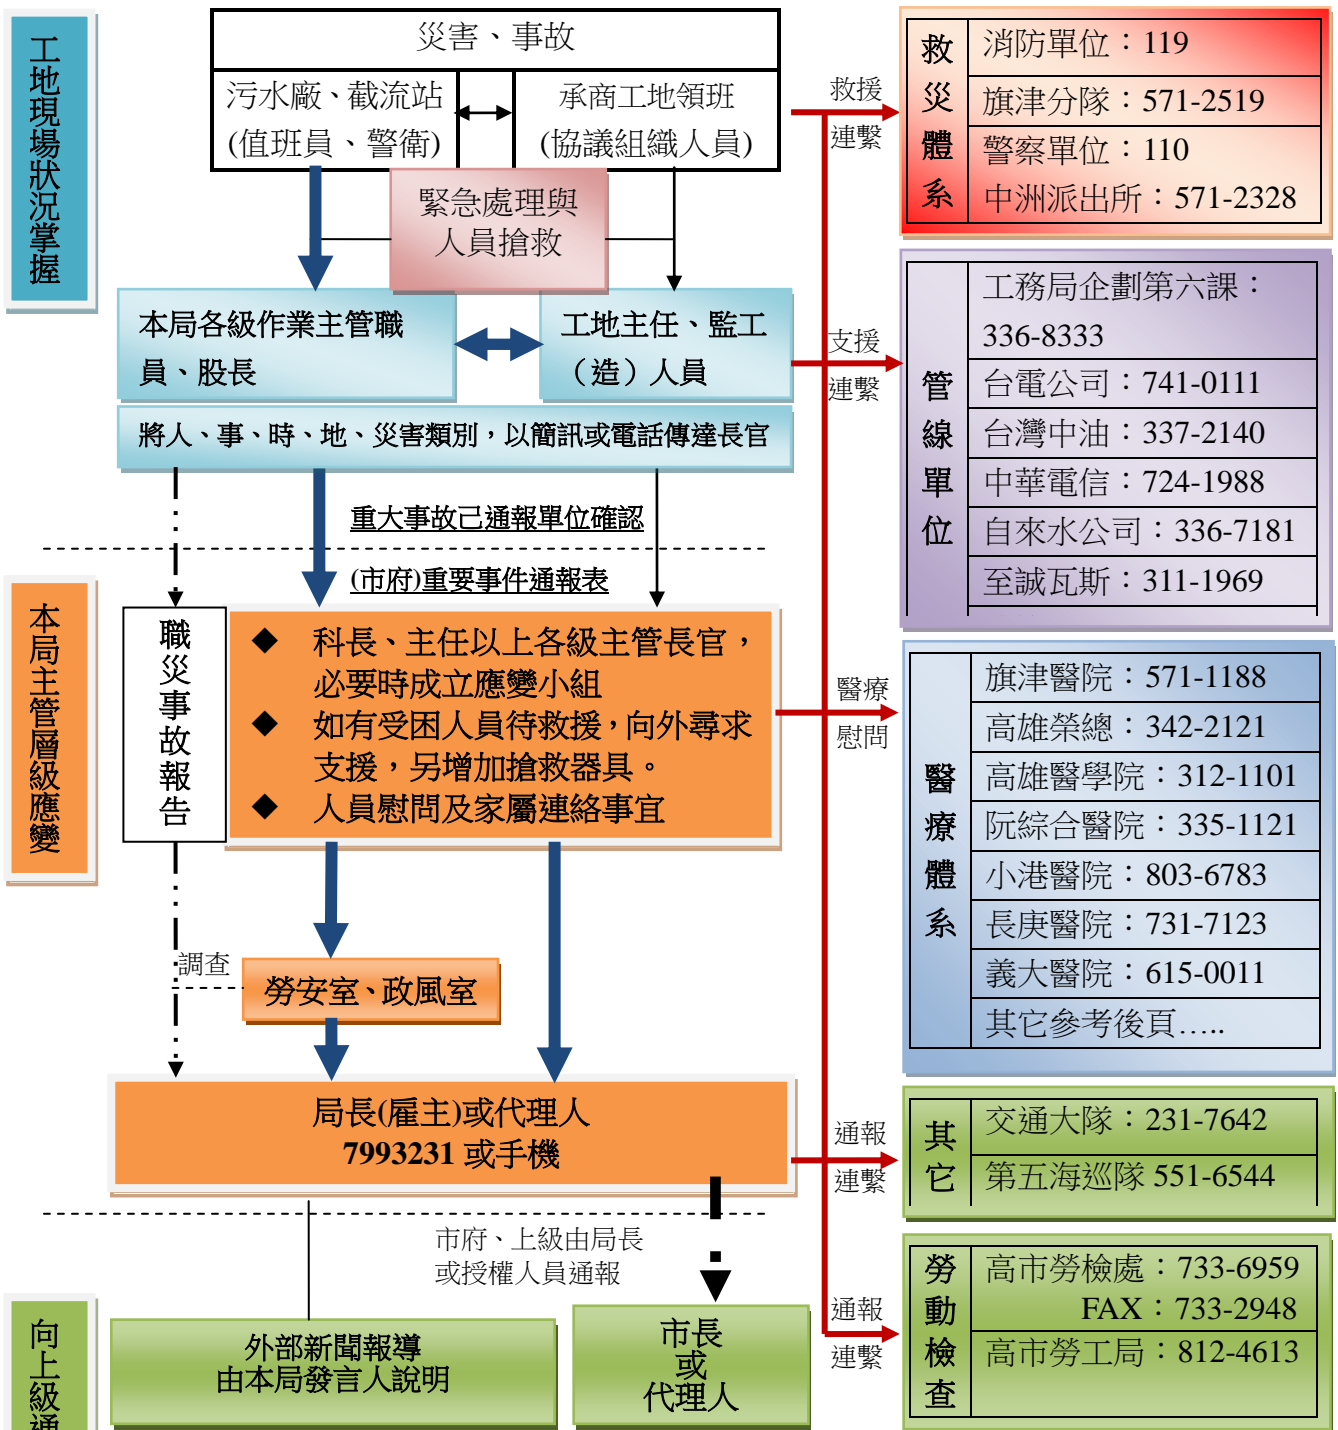 工地現場狀況掌握
災害、事故
污水廠、截流站
(值班員、警衛)
承商工地領班
(協議組織人員)
緊急處理與
人員搶救
本局各級作業主管職
員、股長
工地主任、監工
（造）人員
將人、事、時、地、災害類別，以簡訊或電話傳達長官
重大事故己通報單位確認
(市府)重要事件通報表
本局主管層級應變
職災事故報告
◆ 科長、主任以上各級主管長官，
必要時成立應變小組
◆ 如有受困人員待救援，向外尋求
支援，另增加搶救器具。
◆ 人員慰問及家屬連絡事宜
調查
勞安室、政風室
局長(雇主)或代理人
7993231 或手機
市府、上級由局長
或授權人員通報
向上級通
外部新聞報導
由本局發言人說明
市長
或
代理人
救援
連繫
救災體系
消防單位：119
旗津分隊：571-2519
警察單位：110
中洲派出所：571-2328
支援
連繫
管線單位
工務局企劃第六課：
336-8333
台電公司：741-0111
台灣中油：337-2140
中華電信：724-1988
自來水公司：336-7181
至誠瓦斯：311-1969
醫療
慰問
醫療體系
旗津醫院：571-1188
高雄榮總：342-2121
高雄醫學院：312-1101
阮綜合醫院：335-1121
小港醫院：803-6783
長庚醫院：731-7123
義大醫院：615-0011
其它參考後頁…..
通報
連繫
其它
交通大隊：231-7642
第五海巡隊 551-6544
通報
連繫
勞動檢查
高市勞檢處：733-6959
FAX：733-2948
高市勞工局：812-4613